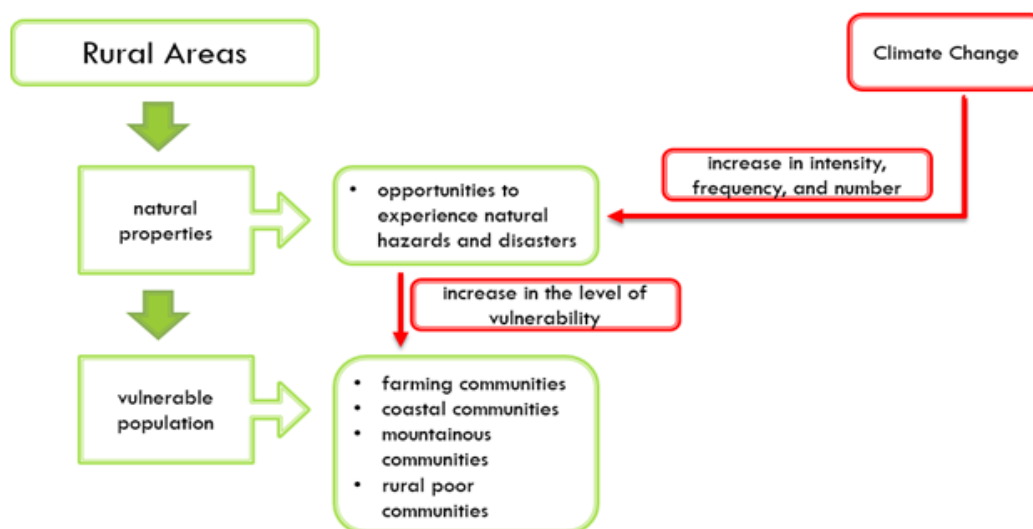 Rural Areas
Climate Change
increase in intensity,
frequency, and number
natural
properties
• opportunities to
experience natural
hazards and disasters
increase in the level of
vulnerability
vulnerable
population
• farming communities
• coastal communities
• mountainous
communities
• rural poor
communities